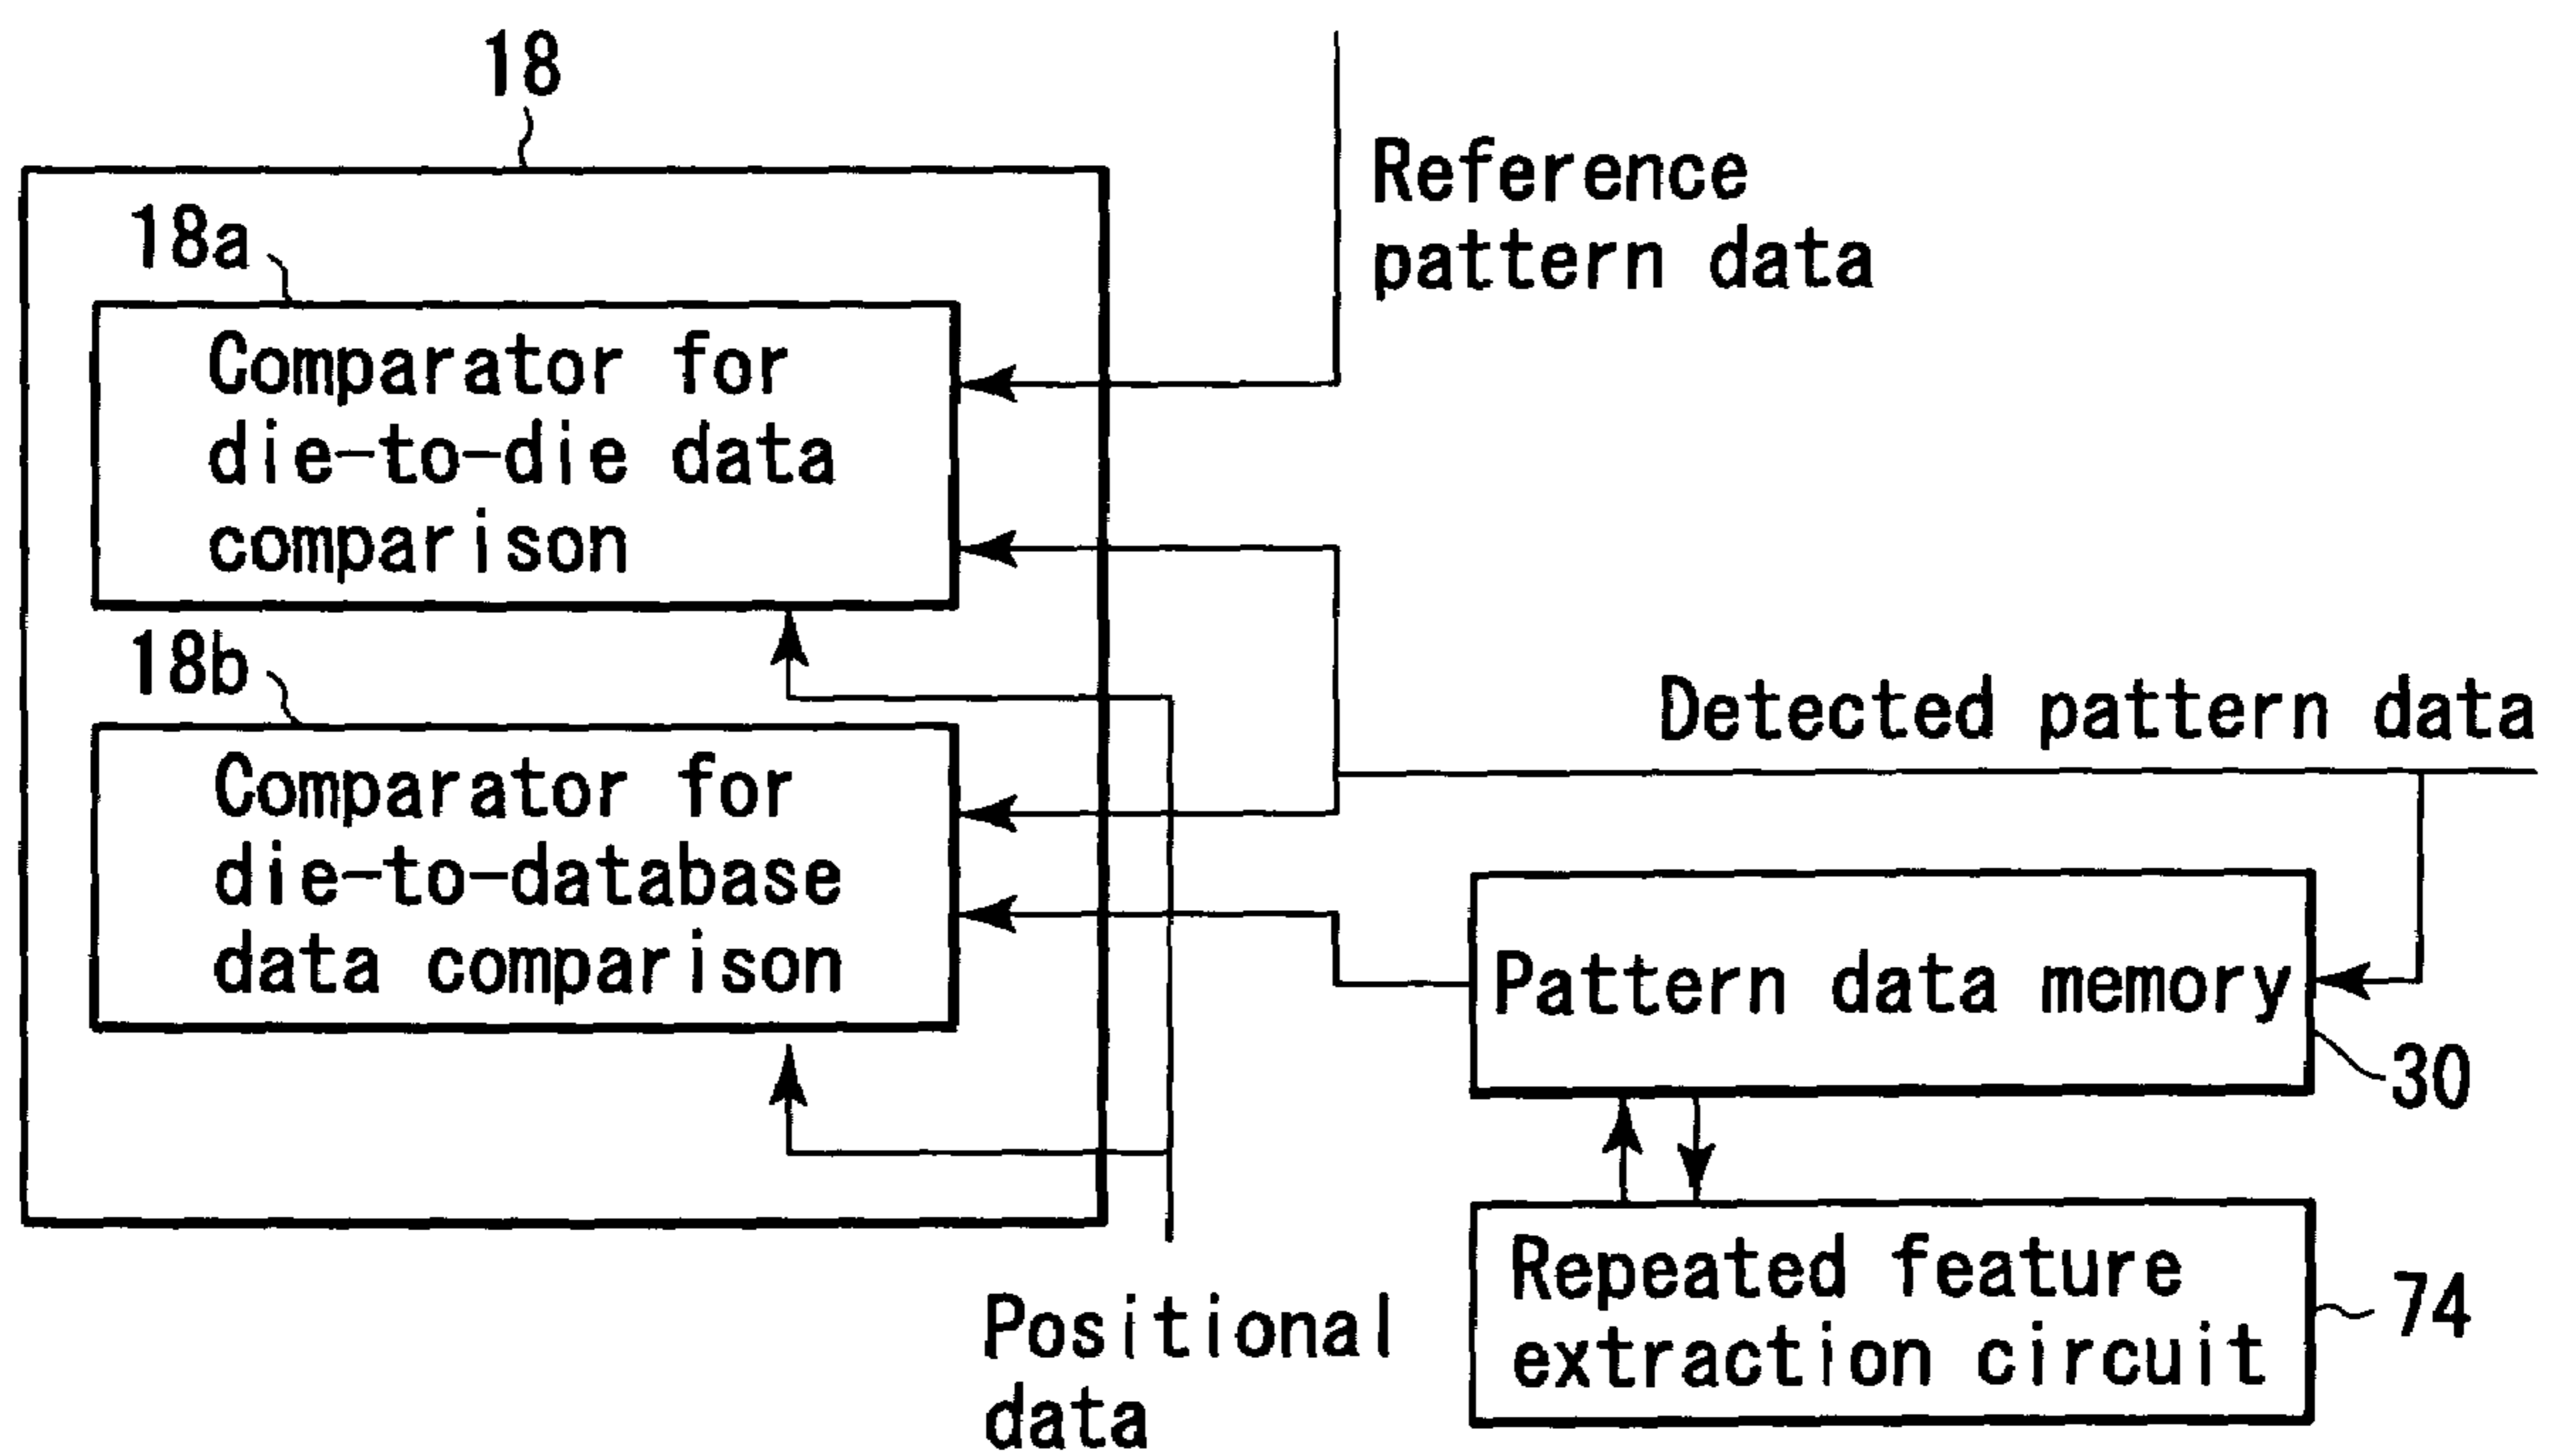 18
18a
Comparator for
die-to-die data
comparison
18b
Comparator for
die-to-database
data comparison
Reference
pattern data
Detected pattern data
Pattern data memory
30
Repeated feature
extraction circuit
74
Positional
data